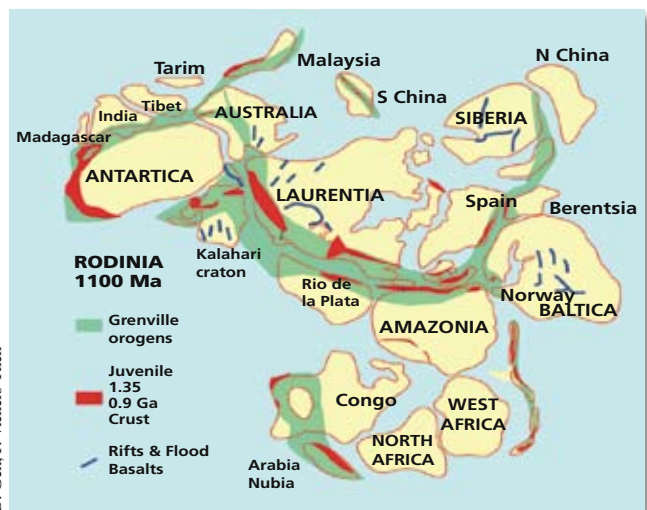 Tarim
Malaysia
N China
India
Tibet
AUSTRALIA
S China
SIBERIA
Madagascar
ANTARTICA
LAURENTIA
Spain
Berentsia
RODINIA
1100 Ma
Kalahari
craton
Rio de
la Plata
Norway
BALTICA
Grenville
orogens
AMAZONIA
Juvenile
1.35
0.9 Ga
Crust
Congo
WEST
AFRICA
NORTH
AFRICA
Rifts & Flood
Basalts
Arabia
Nubia